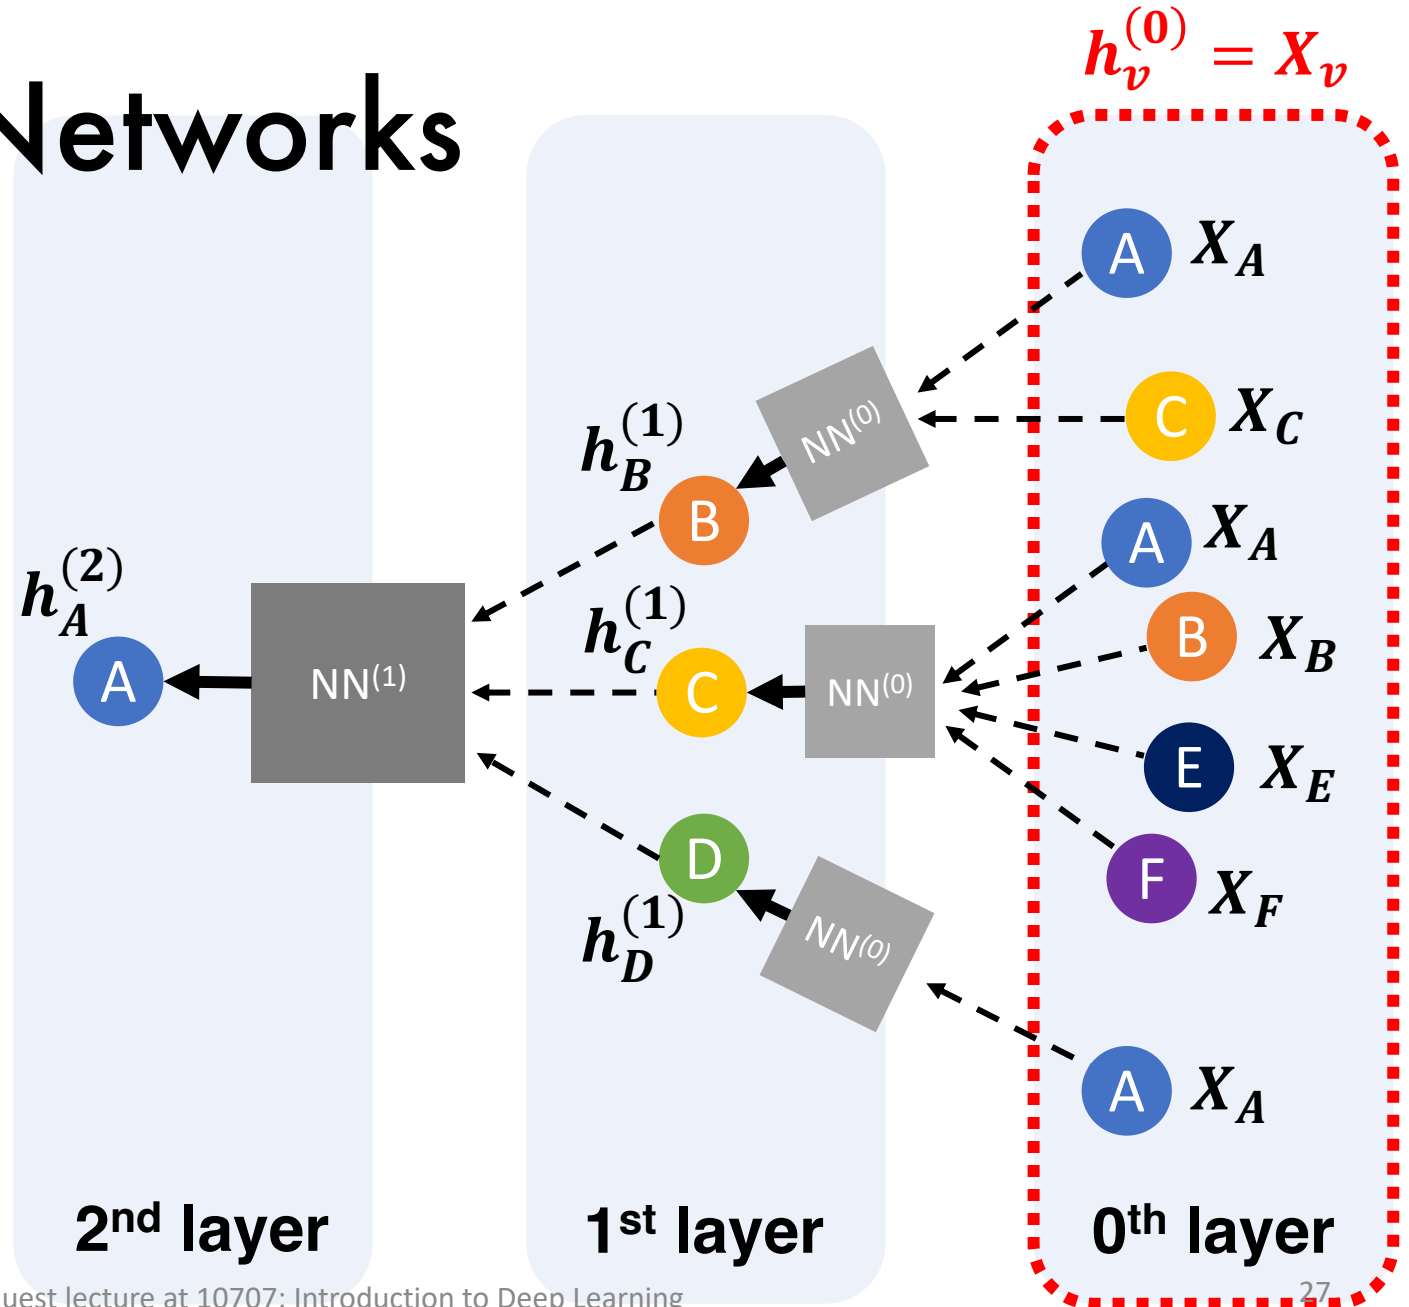 h_v^(0) = X_v
Networks
A X_A
C X_C
NN^(0)
h_B^(1)
B
A X_A
B X_B
h_A^(2)
A
NN^(1)
h_C^(1)
C
NN^(0)
E X_E
F X_F
D
h_D^(1)
NN^(0)
A X_A
2nd layer
1st layer
0th layer
uest lecture at 10707: Introduction to Deep Learning
27